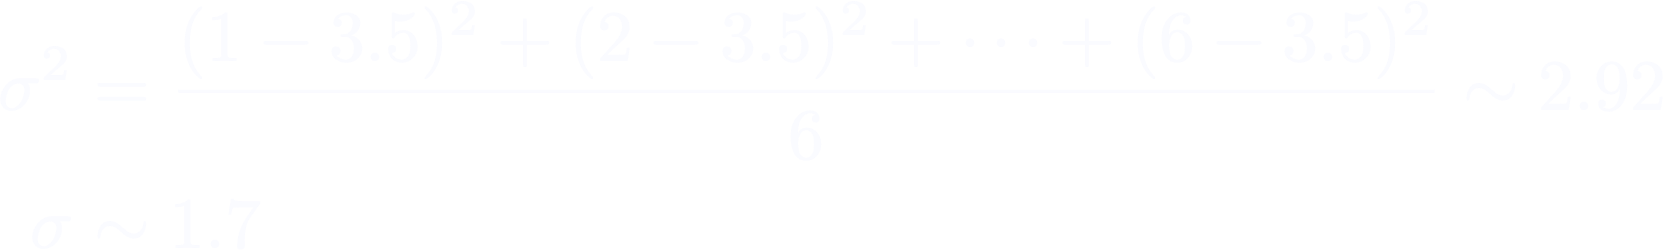 σ² = ((1 − 3.5)² + (2 − 3.5)² + ⋯ + (6 − 3.5)²) / 6 ∼ 2.92
σ ∼ 1.7